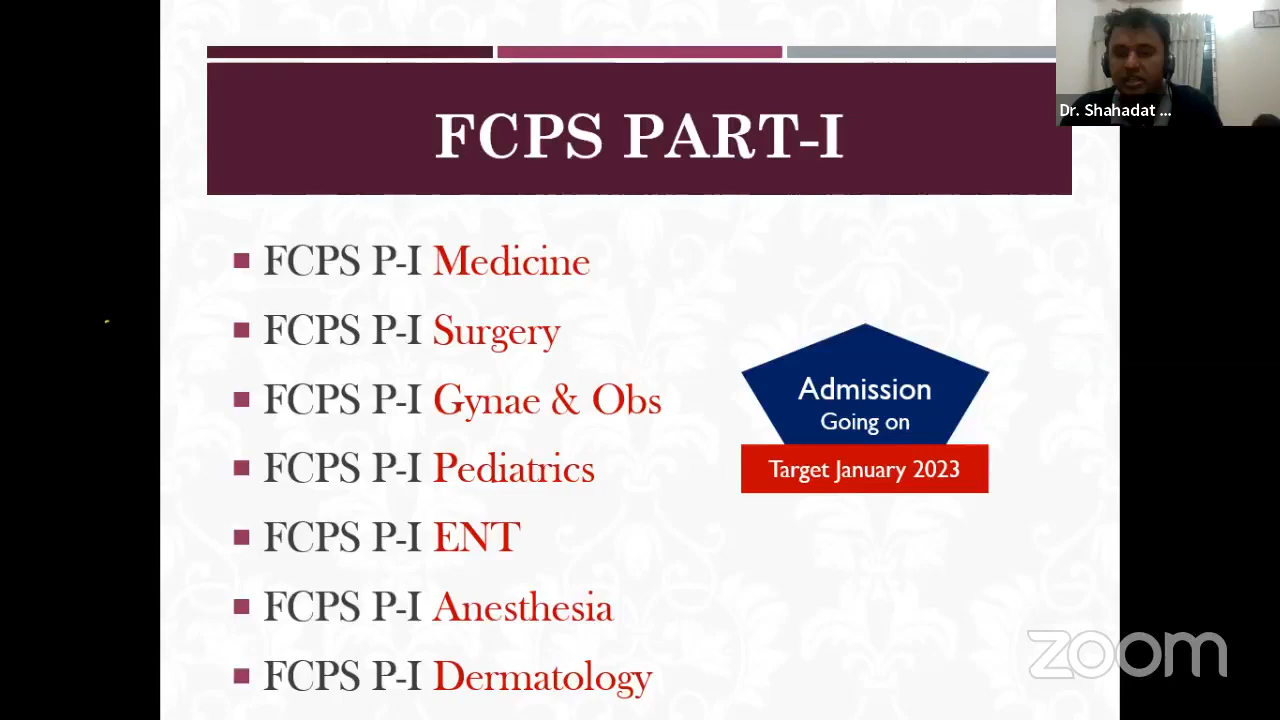 FCPS PART-I
Dr. Shahadat ...
FCPS P-I Medicine
FCPS P-I Surgery
FCPS P-I Gynae & Obs
FCPS P-I Pediatrics
FCPS P-I ENT
FCPS P-I Anesthesia
FCPS P-I Dermatology
Admission
Going on
Target January 2023
zoom